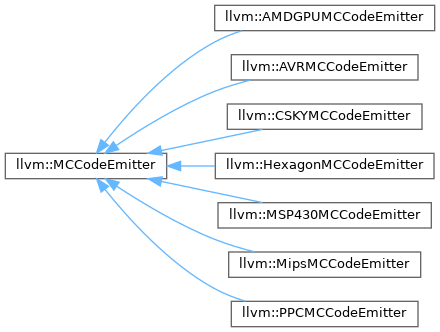 llvm::AMDGPUMCCodeEmitter
llvm::AVRMCCodeEmitter
llvm::CSKYMCCodeEmitter
llvm::MCCodeEmitter
llvm::HexagonMCCodeEmitter
llvm::MSP430MCCodeEmitter
llvm::MipsMCCodeEmitter
llvm::PPCMCCodeEmitter